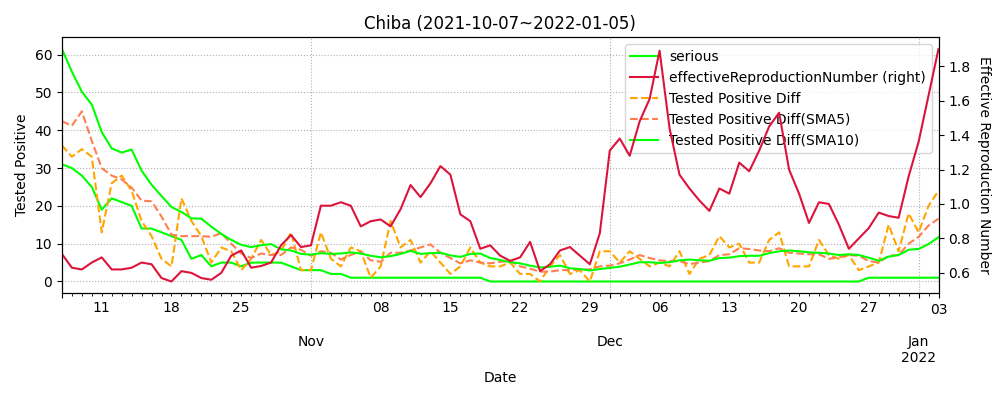 Chiba (2021-10-07~2022-01-05)
serious
effectiveReproductionNumber (right)
Tested Positive Diff
Tested Positive Diff(SMA5)
Tested Positive Diff(SMA10)
Tested Positive
60
50
40
30
20
10
0
1.8
1.6
1.4
1.2
1.0
0.8
0.6
Effective Reproduction Number
11 18 25 08 15 22 29 06 13 20 27 03
Nov Dec Jan
2022
Date